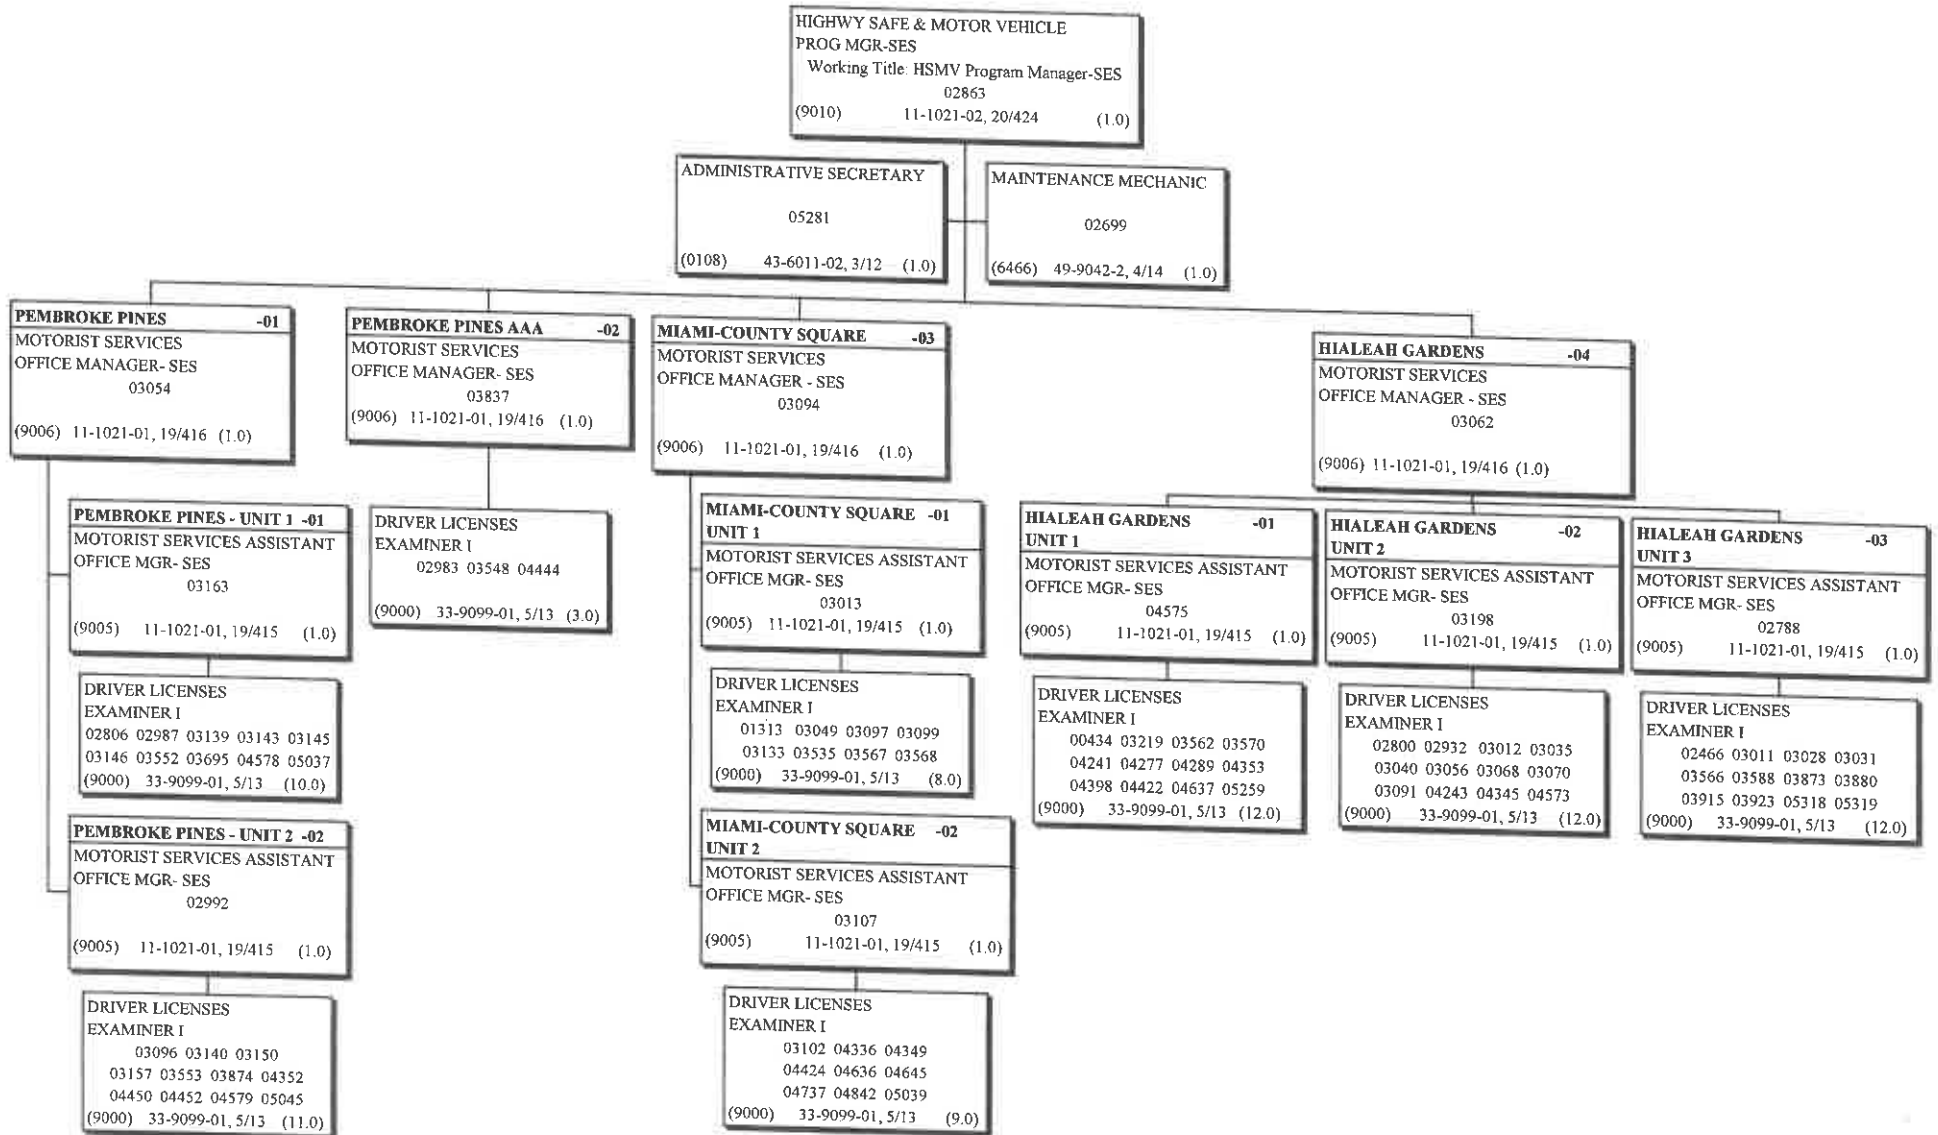 HIGHWY SAFE & MOTOR VEHICLE
PROG MGR-SES
Working Title: HSMV Program Manager-SES
02863
(9010) 11-1021-02, 20/424 (1.0)
ADMINISTRATIVE SECRETARY
05281
(0108) 43-6011-02, 3/12 (1.0)
MAINTENANCE MECHANIC
02699
(6466) 49-9042-2, 4/14 (1.0)
PEMBROKE PINES -01
MOTORIST SERVICES
OFFICE MANAGER- SES
03054
(9006) 11-1021-01, 19/416 (1.0)
PEMBROKE PINES AAA -02
MOTORIST SERVICES
OFFICE MANAGER- SES
03837
(9006) 11-1021-01, 19/416 (1.0)
MIAMI-COUNTY SQUARE -03
MOTORIST SERVICES
OFFICE MANAGER - SES
03094
(9006) 11-1021-01, 19/416 (1.0)
HIALEAH GARDENS -04
MOTORIST SERVICES
OFFICE MANAGER - SES
03062
(9006) 11-1021-01, 19/416 (1.0)
PEMBROKE PINES - UNIT 1 -01
MOTORIST SERVICES ASSISTANT
OFFICE MGR- SES
03163
(9005) 11-1021-01, 19/415 (1.0)
DRIVER LICENSES
EXAMINER I
02806 02987 03139 03143 03145
03146 03552 03695 04578 05037
(9000) 33-9099-01, 5/13 (10.0)
PEMBROKE PINES - UNIT 2 -02
MOTORIST SERVICES ASSISTANT
OFFICE MGR- SES
02992
(9005) 11-1021-01, 19/415 (1.0)
DRIVER LICENSES
EXAMINER I
03096 03140 03150
03157 03553 03874 04352
04450 04452 04579 05045
(9000) 33-9099-01, 5/13 (11.0)
DRIVER LICENSES
EXAMINER I
02983 03548 04444
(9000) 33-9099-01, 5/13 (3.0)
MIAMI-COUNTY SQUARE -01
UNIT 1
MOTORIST SERVICES ASSISTANT
OFFICE MGR- SES
03013
(9005) 11-1021-01, 19/415 (1.0)
DRIVER LICENSES
EXAMINER I
01313 03049 03097 03099
03133 03535 03567 03568
(9000) 33-9099-01, 5/13 (8.0)
MIAMI-COUNTY SQUARE -02
UNIT 2
MOTORIST SERVICES ASSISTANT
OFFICE MGR- SES
03107
(9005) 11-1021-01, 19/415 (1.0)
DRIVER LICENSES
EXAMINER I
03102 04336 04349
04424 04636 04645
04737 04842 05039
(9000) 33-9099-01, 5/13 (9.0)
HIALEAH GARDENS -01
UNIT 1
MOTORIST SERVICES ASSISTANT
OFFICE MGR- SES
04575
(9005) 11-1021-01, 19/415 (1.0)
DRIVER LICENSES
EXAMINER I
00434 03219 03562 03570
04241 04277 04289 04353
04398 04422 04637 05259
(9000) 33-9099-01, 5/13 (12.0)
HIALEAH GARDENS -02
UNIT 2
MOTORIST SERVICES ASSISTANT
OFFICE MGR- SES
03198
(9005) 11-1021-01, 19/415 (1.0)
DRIVER LICENSES
EXAMINER I
02800 02932 03012 03035
03040 03056 03068 03070
03091 04243 04345 04573
(9000) 33-9099-01, 5/13 (12.0)
HIALEAH GARDENS -03
UNIT 3
MOTORIST SERVICES ASSISTANT
OFFICE MGR- SES
02788
(9005) 11-1021-01, 19/415 (1.0)
DRIVER LICENSES
EXAMINER I
02466 03011 03028 03031
03566 03588 03873 03880
03915 03923 05318 05319
(9000) 33-9099-01, 5/13 (12.0)